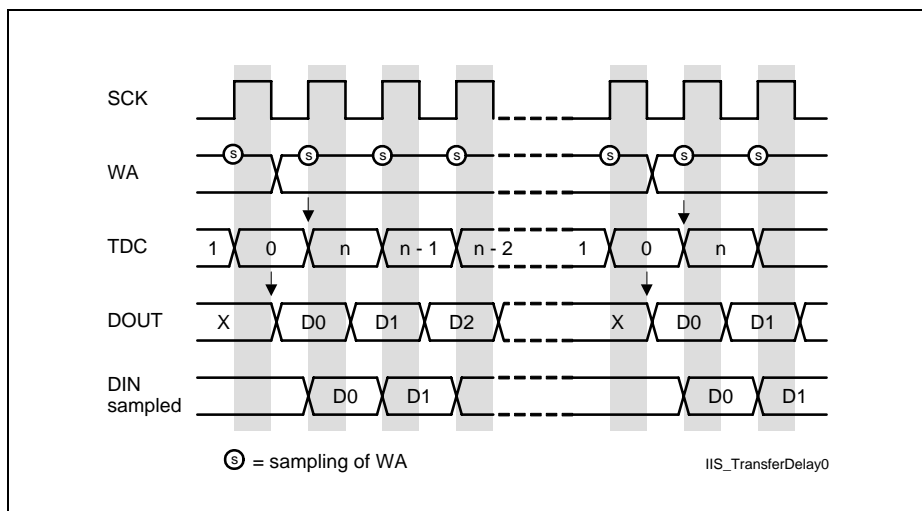 SCK
s s s s s s s
WA
TDC 1 0 n n - 1 n - 2 1 0 n
DOUT X D0 D1 D2 X D0 D1
DIN sampled D0 D1 D0 D1
s = sampling of WA
IIS_TransferDelay0